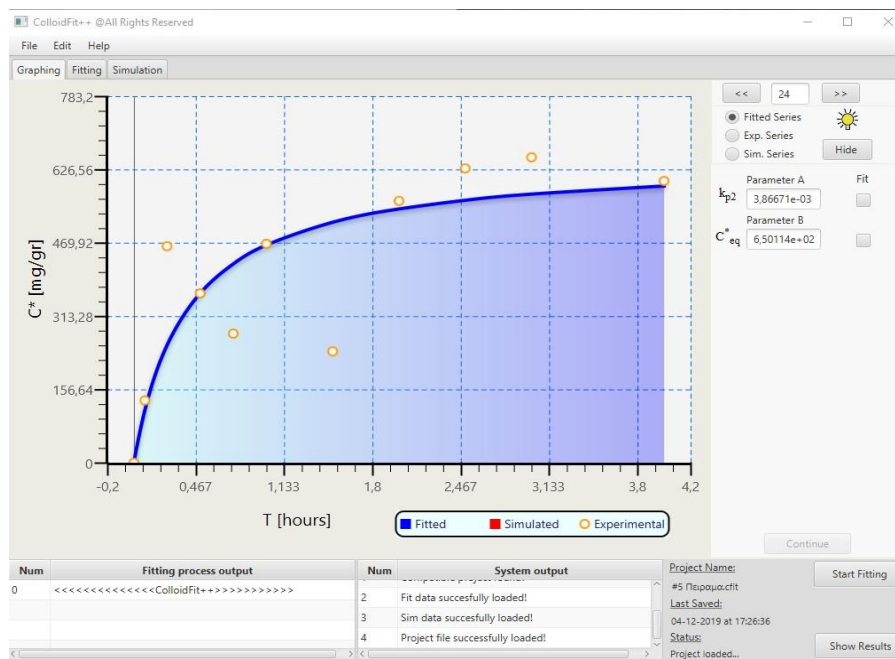 ColloidFit++ @All Rights Reserved
File Edit Help
Graphing Fitting Simulation
783,2
626,56
469,92
313,28
156,64
0
C* [mg/gr]
-0,2 0,467 1,133 1,8 2,467 3,133 3,8 4,2
T [hours]
Fitted Simulated Experimental
<< 24 >>
Fitted Series
Exp. Series
Sim. Series
Hide
Parameter A Fit
kp2 3,86671e-03
Parameter B
C*eq 6,50114e+02
Continue
Num Fitting process output
0 <<<<<<<<<<<<<<ColloidFit++>>>>>>>>>>>
Num System output
2 Fit data succesfully loaded!
3 Sim data succesfully loaded!
4 Project file successfully loaded!
Project Name:
#5 Πειραμα.cfit
Last Saved:
04-12-2019 at 17:26:36
Status:
Project loaded...
Start Fitting
Show Results